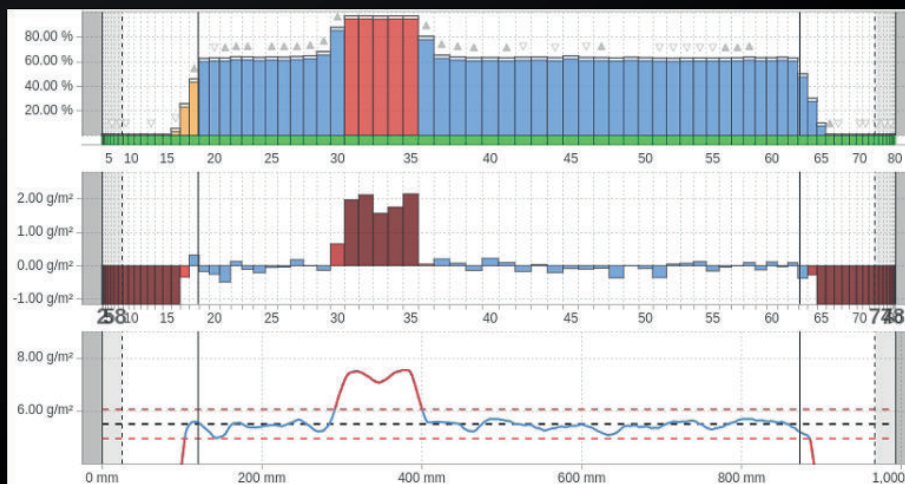 80.00 %
60.00 %
40.00 %
20.00 %
5 10 15 20 25 30 35 40 45 50 55 60 65 70 80
2.00 g/m²
1.00 g/m²
0.00 g/m²
-1.00 g/m²
10 15 20 25 30 35 40 45 50 55 60 65 70
8.00 g/m²
6.00 g/m²
0 mm 200 mm 400 mm 600 mm 800 mm 1,000